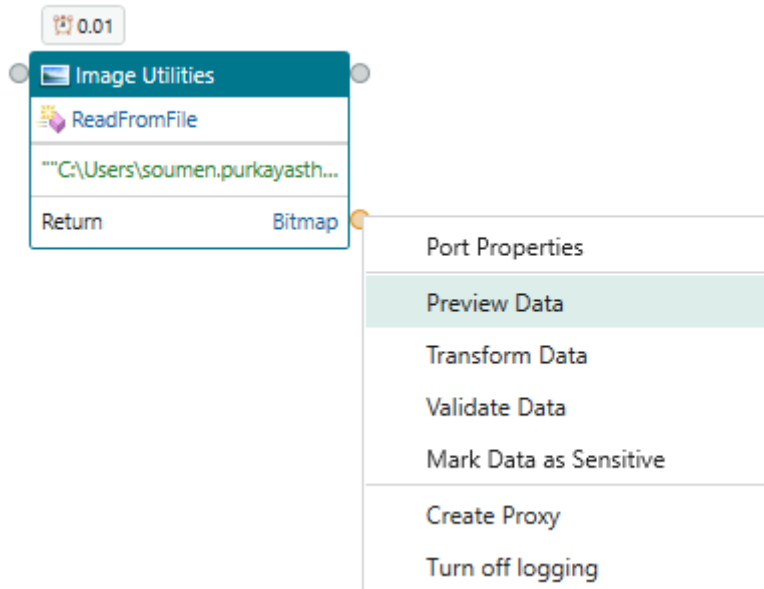 0.01
Image Utilities
ReadFromFile
""C:\Users\soumen.purkayasth...
Return Bitmap
Port Properties
Preview Data
Transform Data
Validate Data
Mark Data as Sensitive
Create Proxy
Turn off logging